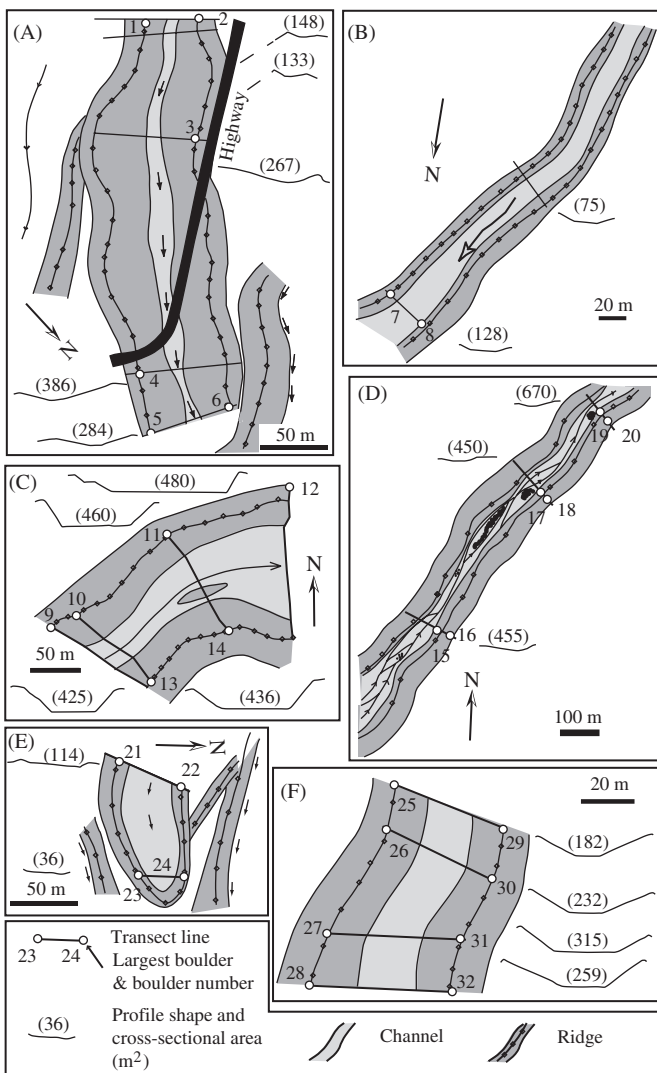 (A)
1
2
(148)
(133)
3
Highway
(267)
N
(386)
4
5
6
(284)
50 m
(B)
N
(75)
7
8
(128)
20 m
(C)
(480)
(460)
12
11
10
9
N
14
13
50 m
(425)
(436)
(D)
(670)
19
20
(450)
17
18
16
15
(455)
N
100 m
(E)
(114)
21
N
22
(36)
24
23
50 m
(F)
20 m
25
29
(182)
26
30
(232)
27
31
(315)
28
32
(259)
23 24 Transect line
Largest boulder
& boulder number
(36) Profile shape and
cross-sectional area
(m²)
Channel
Ridge